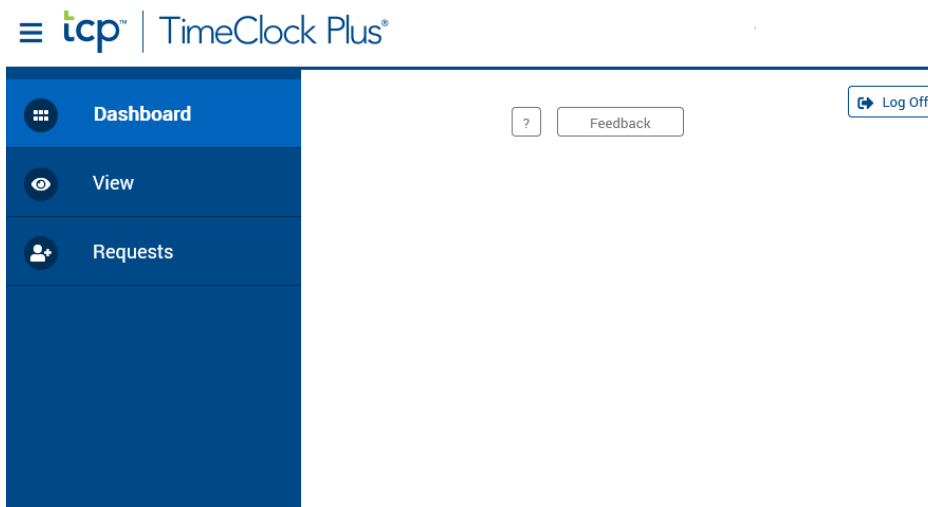 tcp™ | TimeClock Plus®
Log Off
Dashboard
? Feedback
View
Requests